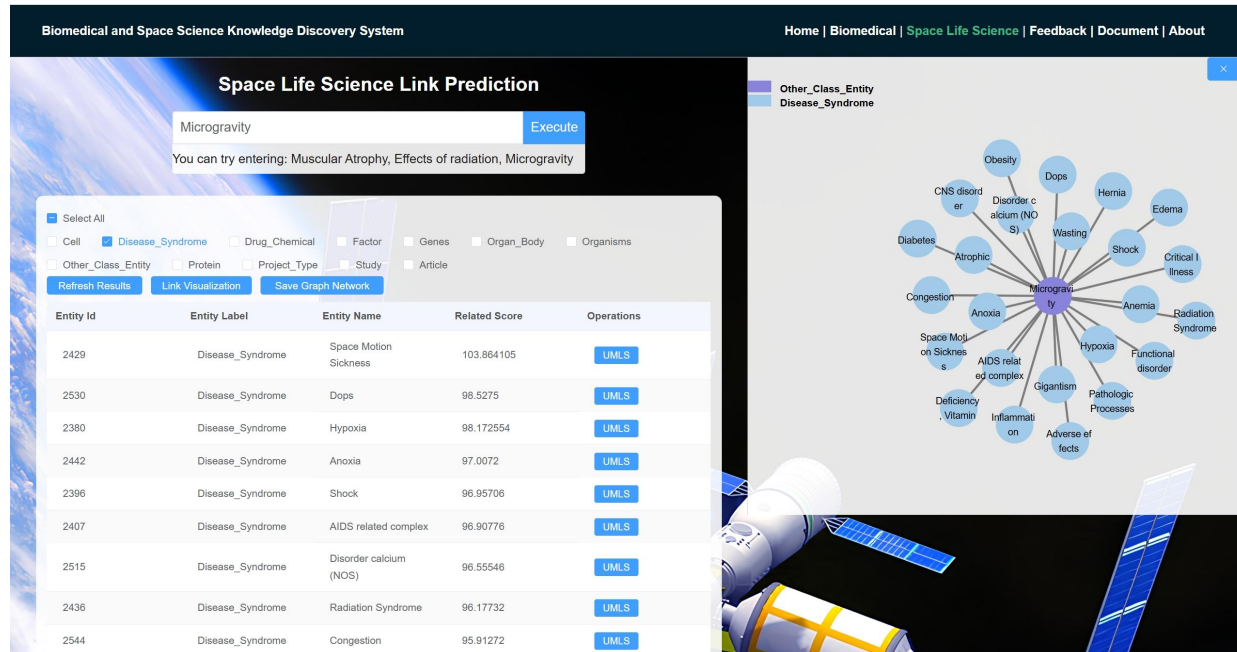 Biomedical and Space Science Knowledge Discovery System
Home | Biomedical | Space Life Science | Feedback | Document | About
Space Life Science Link Prediction
Microgravity
Execute
You can try entering: Muscular Atrophy, Effects of radiation, Microgravity
Select All
Cell Disease_Syndrome Drug_Chemical Factor Genes Organ_Body Organisms
Other_Class_Entity Protein Project_Type Study Article
Refresh Results Link Visualization Save Graph Network
Entity Id Entity Label Entity Name Related Score Operations
2429 Disease_Syndrome Space Motion Sickness 103.864105 UMLS
2530 Disease_Syndrome Dops 98.5275 UMLS
2380 Disease_Syndrome Hypoxia 98.172554 UMLS
2442 Disease_Syndrome Anoxia 97.0072 UMLS
2396 Disease_Syndrome Shock 96.95706 UMLS
2407 Disease_Syndrome AIDS related complex 96.90776 UMLS
2515 Disease_Syndrome Disorder calcium (NOS) 96.55546 UMLS
2436 Disease_Syndrome Radiation Syndrome 96.17732 UMLS
2544 Disease_Syndrome Congestion 95.91272 UMLS
Other_Class_Entity
Disease_Syndrome
Obesity
Dops
CNS disord
er
Disorder c
alcium (NO
S)
Hernia
Edema
Wasting
Diabetes
Atrophic
Shock
Critical I
llness
Microgravi
ty
Congestion
Anoxia
Anemia
Radiation
Syndrome
Space Moti
on Sicknes
s
AIDS relat
ed complex
Hypoxia
Functional
disorder
Gigantism
Pathologic
Processes
Deficiency
, Vitamin
Inflammati
on
Adverse ef
fects